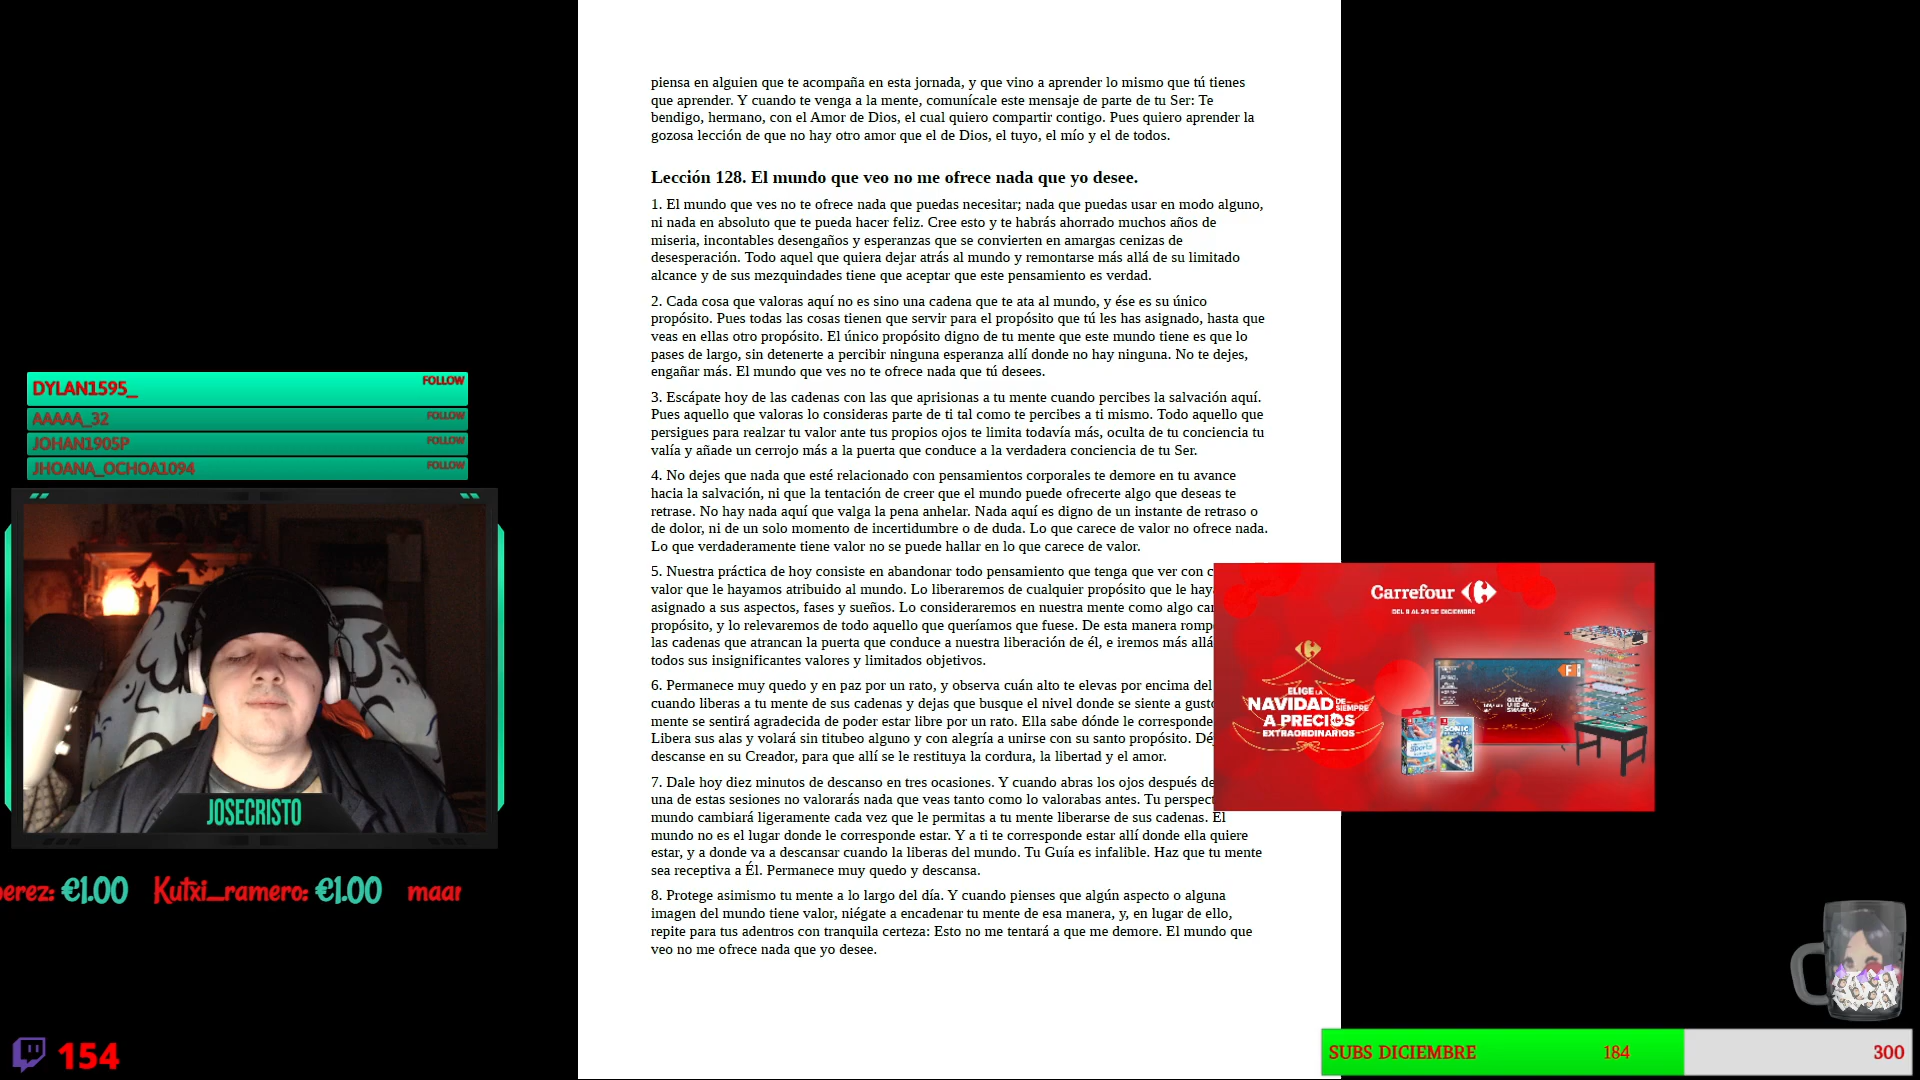 piensa en alguien que te acompaña en esta jornada, y que vino a aprender lo mismo que tú tienes
que aprender. Y cuando te venga a la mente, comunícale este mensaje de parte de tu Ser: Te
bendigo, hermano, con el Amor de Dios, el cual quiero compartir contigo. Pues quiero aprender la
gozosa lección de que no hay otro amor que el de Dios, el tuyo, el mío y el de todos.
Lección 128. El mundo que veo no me ofrece nada que yo desee.
1. El mundo que ves no te ofrece nada que puedas necesitar; nada que puedas usar en modo alguno,
ni nada en absoluto que te pueda hacer feliz. Cree esto y te habrás ahorrado muchos años de
miseria, incontables desengaños y esperanzas que se convierten en amargas cenizas de
desesperación. Todo aquel que quiera dejar atrás al mundo y remontarse más allá de su limitado
alcance y de sus mezquindades tiene que aceptar que este pensamiento es verdad.
2. Cada cosa que valoras aquí no es sino una cadena que te ata al mundo, y ése es su único
propósito. Pues todas las cosas tienen que servir para el propósito que tú les has asignado, hasta que
veas en ellas otro propósito. El único propósito digno de tu mente que este mundo tiene es que lo
pases de largo, sin detenerte a percibir ninguna esperanza allí donde no hay ninguna. No te dejes,
engañar más. El mundo que ves no te ofrece nada que tú desees.
3. Escápate hoy de las cadenas con las que aprisionas a tu mente cuando percibes la salvación aquí.
Pues aquello que valoras lo consideras parte de ti tal como te percibes a ti mismo. Todo aquello que
persigues para realzar tu valor ante tus propios ojos te limita todavía más, oculta de tu conciencia tu
valía y añade un cerrojo más a la puerta que conduce a la verdadera conciencia de tu Ser.
4. No dejes que nada que esté relacionado con pensamientos corporales te demore en tu avance
hacia la salvación, ni que la tentación de creer que el mundo puede ofrecerte algo que deseas te
retrase. No hay nada aquí que valga la pena anhelar. Nada aquí es digno de un instante de retraso o
de dolor, ni de un solo momento de incertidumbre o de duda. Lo que carece de valor no ofrece nada.
Lo que verdaderamente tiene valor no se puede hallar en lo que carece de valor.
5. Nuestra práctica de hoy consiste en abandonar todo pensamiento que tenga que ver con
valor que le hayamos atribuido al mundo. Lo liberaremos de cualquier propósito que le
asignado a sus aspectos, fases y sueños. Lo consideraremos en nuestra mente como algo
propósito, y lo relevaremos de todo aquello que queríamos que fuese. De esta manera
las cadenas que atrancan la puerta que conduce a nuestra liberación de él, e iremos más allá
todos sus insignificantes valores y limitados objetivos.
6. Permanece muy quedo y en paz por un rato, y observa cuán alto te elevas por encima del
cuando liberas a tu mente de sus cadenas y dejas que busque el nivel donde se siente a gusto
mente se sentirá agradecida de poder estar libre por un rato. Ella sabe dónde le corresponde
Libera sus alas y volará sin titubeo alguno y con alegría a unirse con su santo propósito.
descanse en su Creador, para que allí se le restituya la cordura, la libertad y el amor.
7. Dale hoy diez minutos de descanso en tres ocasiones. Y cuando abras los ojos después de
una de estas sesiones no valorarás nada que veas tanto como lo valorabas antes. Tu
mundo cambiará ligeramente cada vez que le permitas a tu mente liberarse de sus cadenas. El
mundo no es el lugar donde le corresponde estar. Y a ti te corresponde estar allí donde ella quiere
estar, y a donde va a descansar cuando la liberas del mundo. Tu Guía es infalible. Haz que tu mente
sea receptiva a Él. Permanece muy quedo y descansa.
8. Protege asimismo tu mente a lo largo del día. Y cuando pienses que algún aspecto o alguna
imagen del mundo tiene valor, niégate a encadenar tu mente de esa manera, y, en lugar de ello,
repite para tus adentros con tranquila certeza: Esto no me tentará a que me demore. El mundo que
veo no me ofrece nada que yo desee.
DYLAN1595_ FOLLOW
AAAAA_32 FOLLOW
JOHAN1905P FOLLOW
JHOANA_OCHOA1094 FOLLOW
JOSECRISTO
perez: €1.00 Kutxi_ramero: €1.00 maar
154
Carrefour
DEL 9 AL 24 DE DICIEMBRE
ELIGE LA
NAVIDAD DE SIEMPRE
A PRECIOS
EXTRAORDINARIOS
F
QLED
SMART TV
SUBS DICIEMBRE 184 300